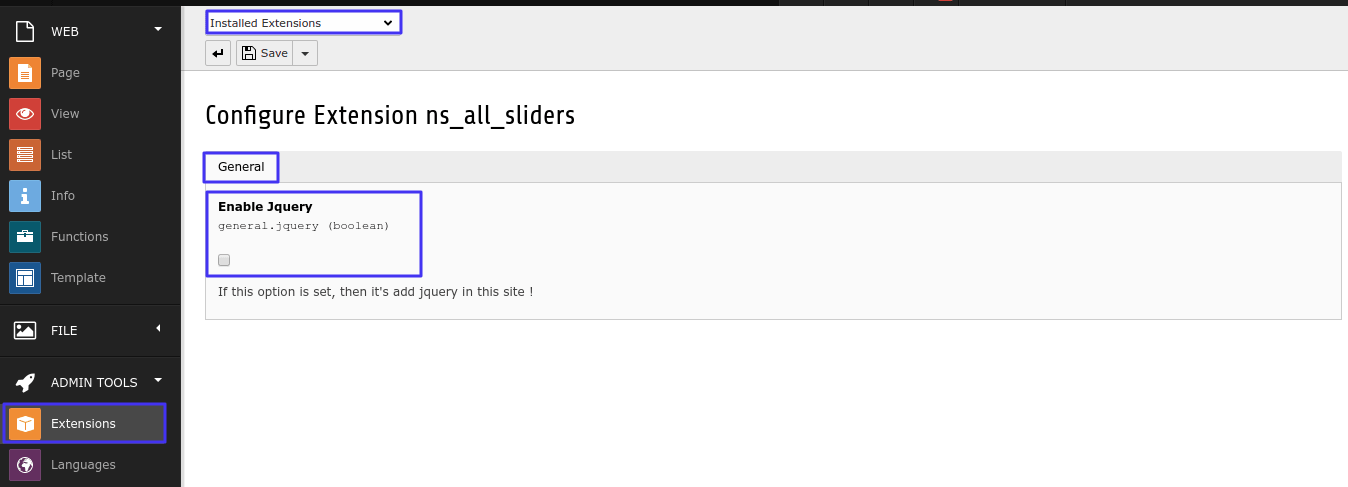 WEB
Page
View
List
Info
Functions
Template
FILE
ADMIN TOOLS
Extensions
Languages
Installed Extensions
Save
Configure Extension ns_all_sliders
General
Enable Jquery
general.jquery (boolean)
If this option is set, then it's add jquery in this site !